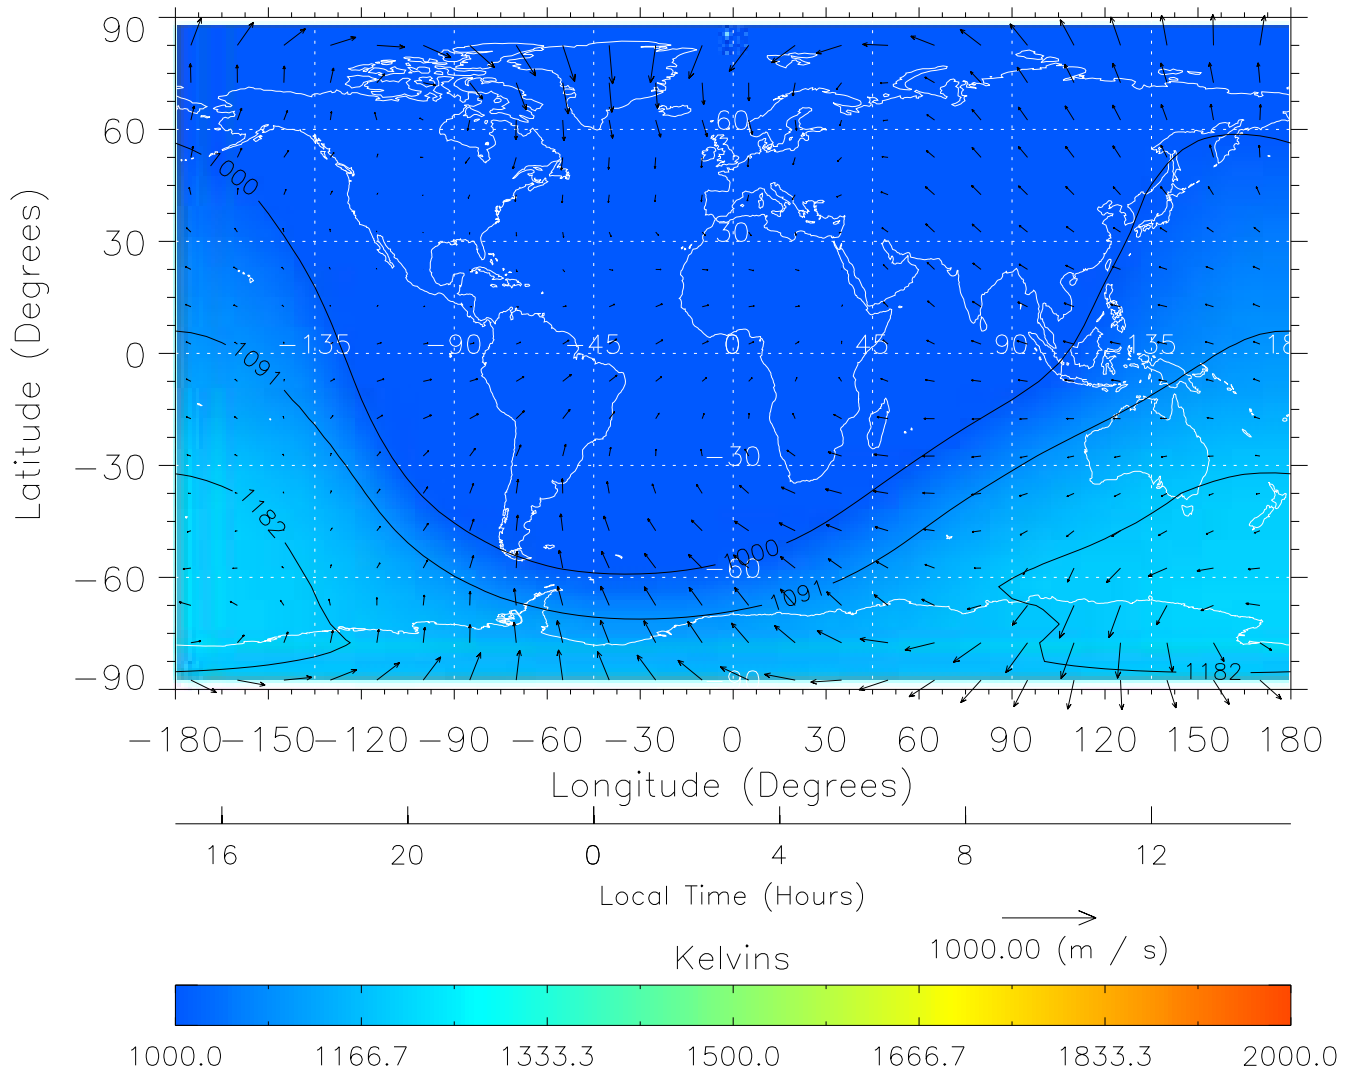 90
60
30
0
−30
−60
−90
Latitude (Degrees)
60
30
−135 −90 −45 0 45 90 135 18
−30
−60
−90
1000
1091
1182
1000
1091
1182
−180 −150 −120 −90 −60 −30 0 30 60 90 120 150 180
Longitude (Degrees)
16 20 0 4 8 12
Local Time (Hours)
1000.00 (m / s)
Kelvins
1000.0 1166.7 1333.3 1500.0 1666.7 1833.3 2000.0